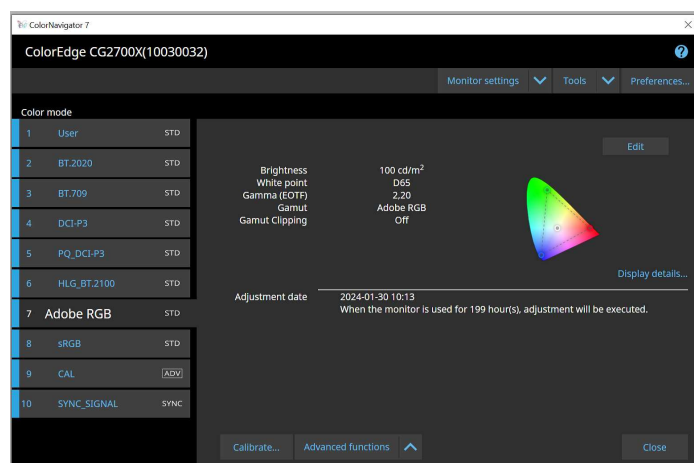 ColorNavigator 7
ColorEdge CG2700X(10030032)
Monitor settings Tools Preferences...
Color mode
1 User STD
2 BT.2020 STD
3 BT.709 STD
4 DCI-P3 STD
5 PQ_DCI-P3 STD
6 HLG_BT.2100 STD
7 Adobe RGB STD
8 sRGB STD
9 CAL ADV
10 SYNC_SIGNAL SYNC
Edit
Brightness 100 cd/m²
White point D65
Gamma (EOTF) 2,20
Gamut Adobe RGB
Gamut Clipping Off
Display details...
Adjustment date 2024-01-30 10:13
When the monitor is used for 199 hour(s), adjustment will be executed.
Calibrate... Advanced functions Close